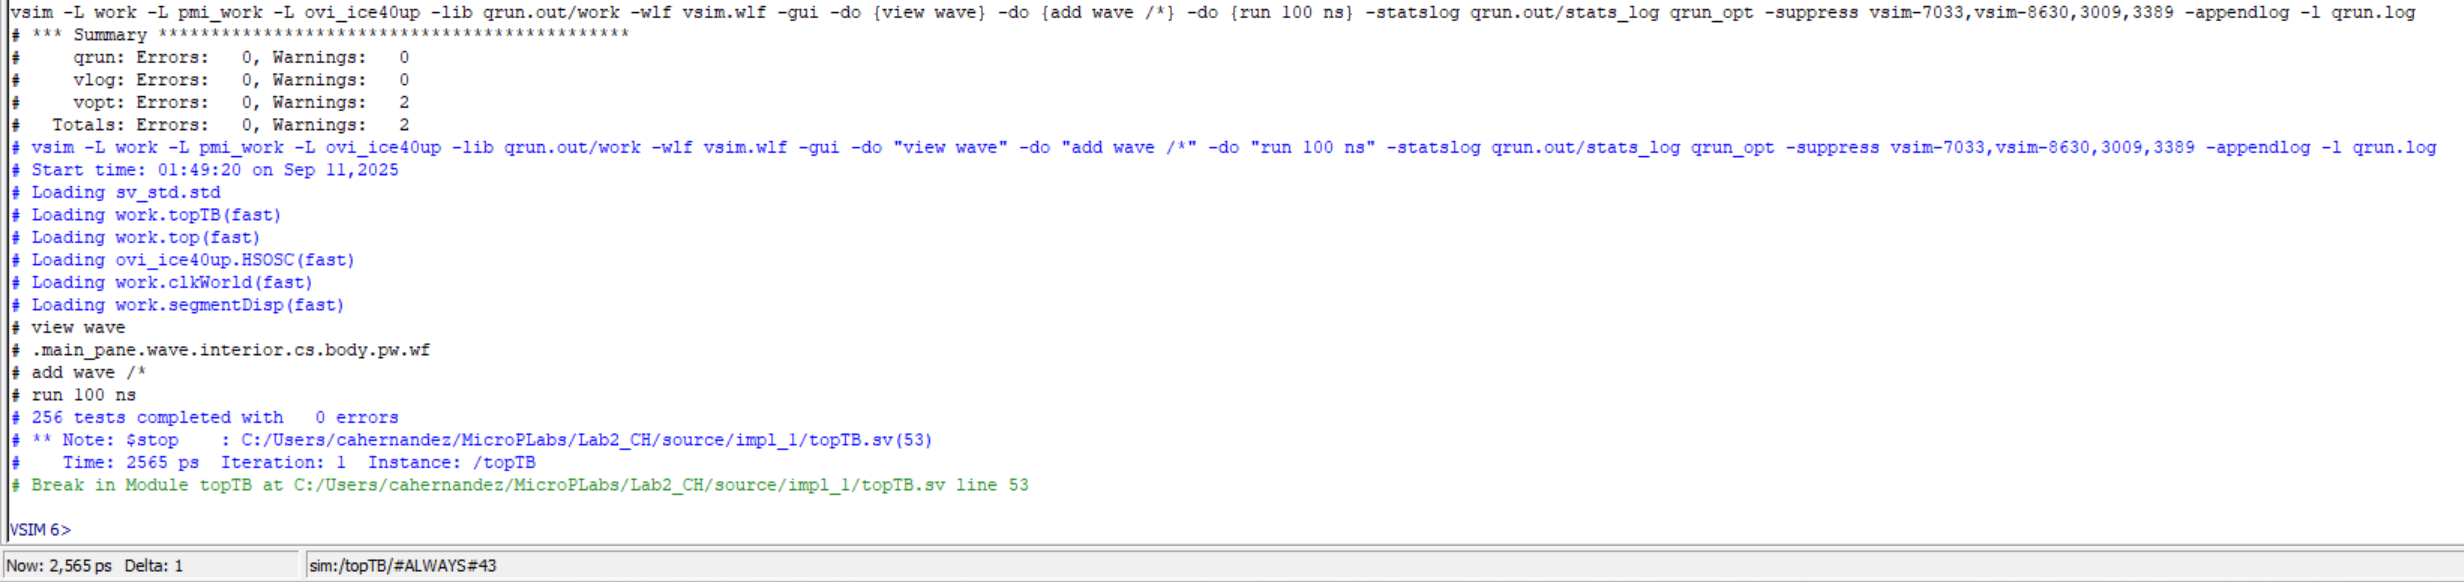 vsim -L work -L pmi_work -L ovi_ice40up -lib qrun.out/work -wlf vsim.wlf -gui -do {view wave} -do {add wave /*} -do {run 100 ns} -statslog qrun.out/stats_log qrun_opt -suppress vsim-7033,vsim-8630,3009,3389 -appendlog -l qrun.log
# *** Summary *********************************************
#     qrun: Errors:   0, Warnings:   0
#     vlog: Errors:   0, Warnings:   0
#     vopt: Errors:   0, Warnings:   2
#   Totals: Errors:   0, Warnings:   2
# vsim -L work -L pmi_work -L ovi_ice40up -lib qrun.out/work -wlf vsim.wlf -gui -do "view wave" -do "add wave /*" -do "run 100 ns" -statslog qrun.out/stats_log qrun_opt -suppress vsim-7033,vsim-8630,3009,3389 -appendlog -l qrun.log
# Start time: 01:49:20 on Sep 11,2025
# Loading sv_std.std
# Loading work.topTB(fast)
# Loading work.top(fast)
# Loading ovi_ice40up.HSOSC(fast)
# Loading work.clkWorld(fast)
# Loading work.segmentDisp(fast)
# view wave
# .main_pane.wave.interior.cs.body.pw.wf
# add wave /*
# run 100 ns
# 256 tests completed with   0 errors
# ** Note: $stop    : C:/Users/cahernandez/MicroPLabs/Lab2_CH/source/impl_1/topTB.sv(53)
#    Time: 2565 ps  Iteration: 1  Instance: /topTB
# Break in Module topTB at C:/Users/cahernandez/MicroPLabs/Lab2_CH/source/impl_1/topTB.sv line 53
VSIM 6>
Now: 2,565 ps  Delta: 1
sim:/topTB/#ALWAYS#43